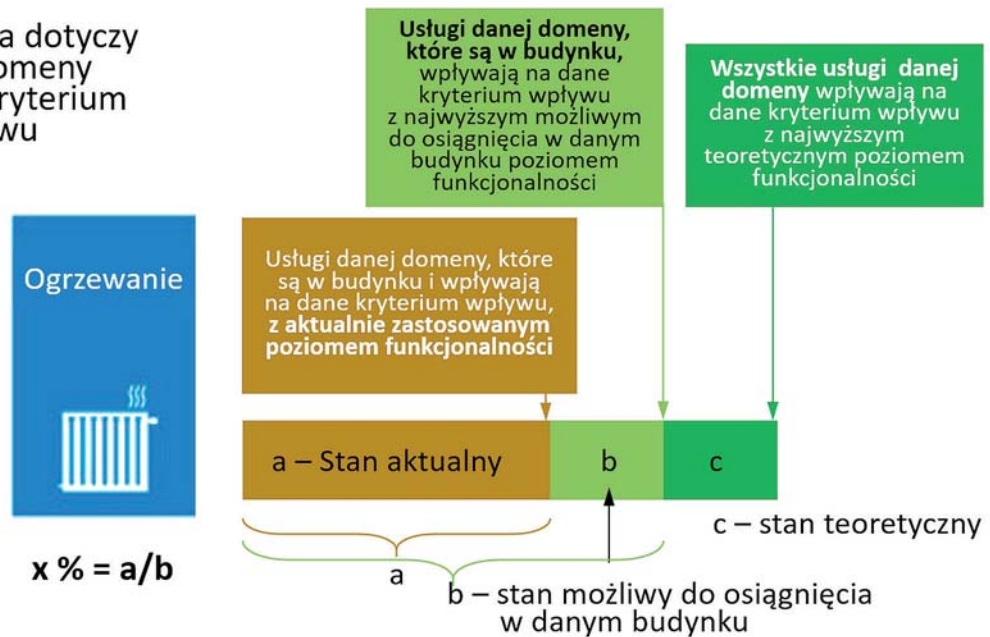 a dotyczy
omeny
ryterium
wu
Usługi danej domeny,
które są w budynku,
wpływają na dane
kryterium wpływu
z najwyższym możliwym
do osiągnięcia w danym
budynku poziomem
funkcjonalności
Wszystkie usługi danej
domeny wpływają na
dane kryterium wpływu
z najwyższym
teoretycznym poziomem
funkcjonalności
Ogrzewanie
Usługi danej domeny, które
są w budynku i wpływają
na dane kryterium wpływu,
z aktualnie zastosowanym
poziomem funkcjonalności
a – Stan aktualny
b
c
c – stan teoretyczny
x % = a/b
a
b – stan możliwy do osiągnięcia
w danym budynku